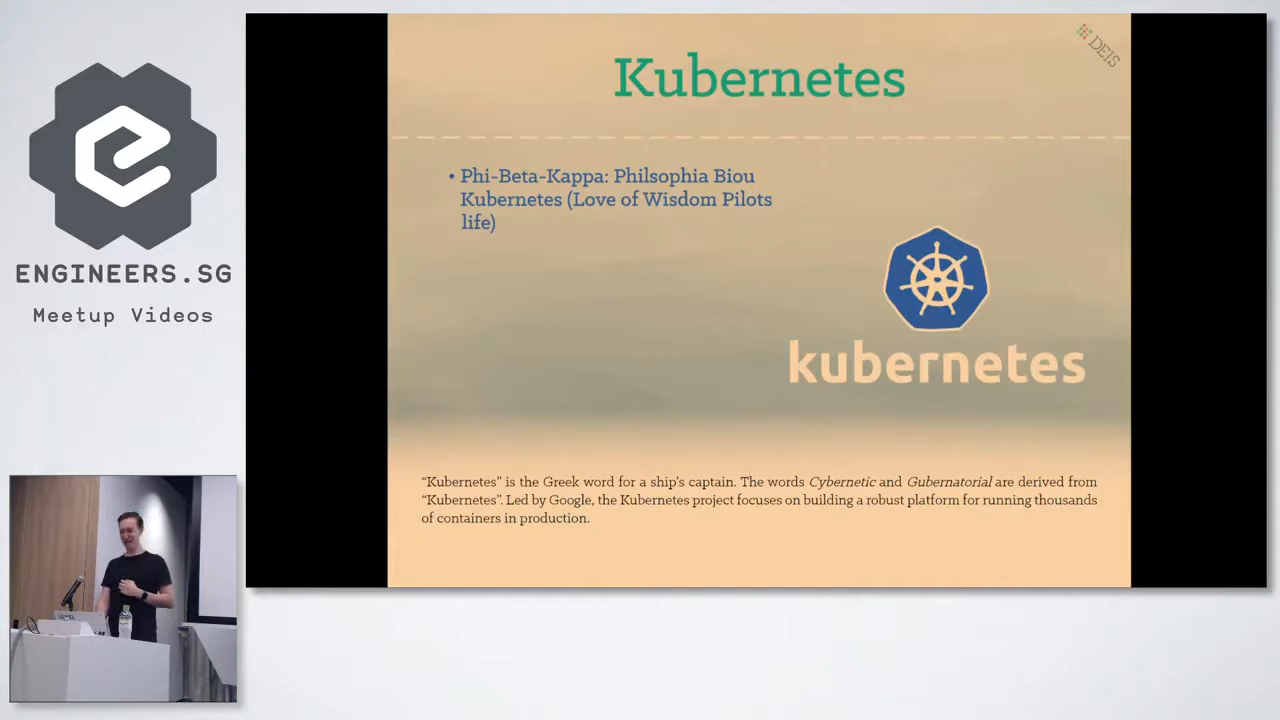 ENGINEERS.SG
Meetup Videos
DEIS
Kubernetes
• Phi-Beta-Kappa: Philsophia Biou
Kubernetes (Love of Wisdom Pilots
life)
kubernetes
“Kubernetes” is the Greek word for a ship’s captain. The words Cybernetic and Gubernatorial are derived from
“Kubernetes”. Led by Google, the Kubernetes project focuses on building a robust platform for running thousands
of containers in production.